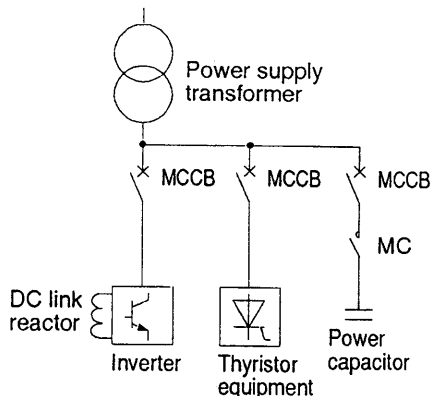 Power supply
transformer
MCCB
MCCB
MCCB
MC
DC link
reactor
Inverter
Thyristor
equipment
Power
capacitor